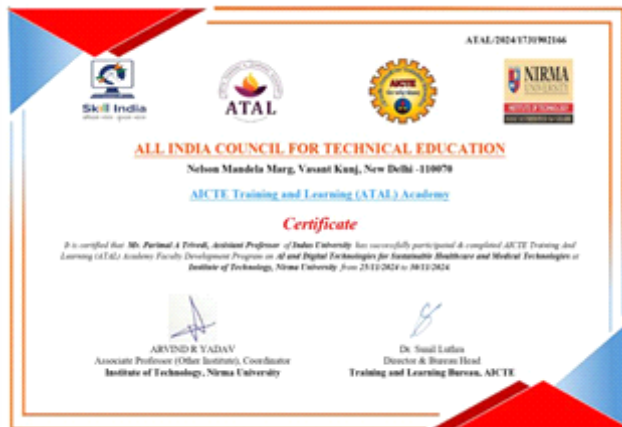 ATAL/2024/1731902166
Skill India
ATAL
AICTE
NIRMA
UNIVERSITY
INSTITUTE OF TECHNOLOGY
ALL INDIA COUNCIL FOR TECHNICAL EDUCATION
Nelson Mandela Marg, Vasant Kunj, New Delhi -110070
AICTE Training and Learning (ATAL) Academy
Certificate
It is certified that Mr. Parimal A Trivedi, Assistant Professor of Indus University has successfully participated & completed AICTE Training And
Learning (ATAL) Academy Faculty Development Program on AI and Digital Technologies for Sustainable Healthcare and Medical Technologies at
Institute of Technology, Nirma University from 25/11/2024 to 30/11/2024.
ARVIND R YADAV
Associate Professor (Other Institute), Coordinator
Institute of Technology, Nirma University
Dr. Sunil Luthra
Director & Bureau Head
Training and Learning Bureau, AICTE